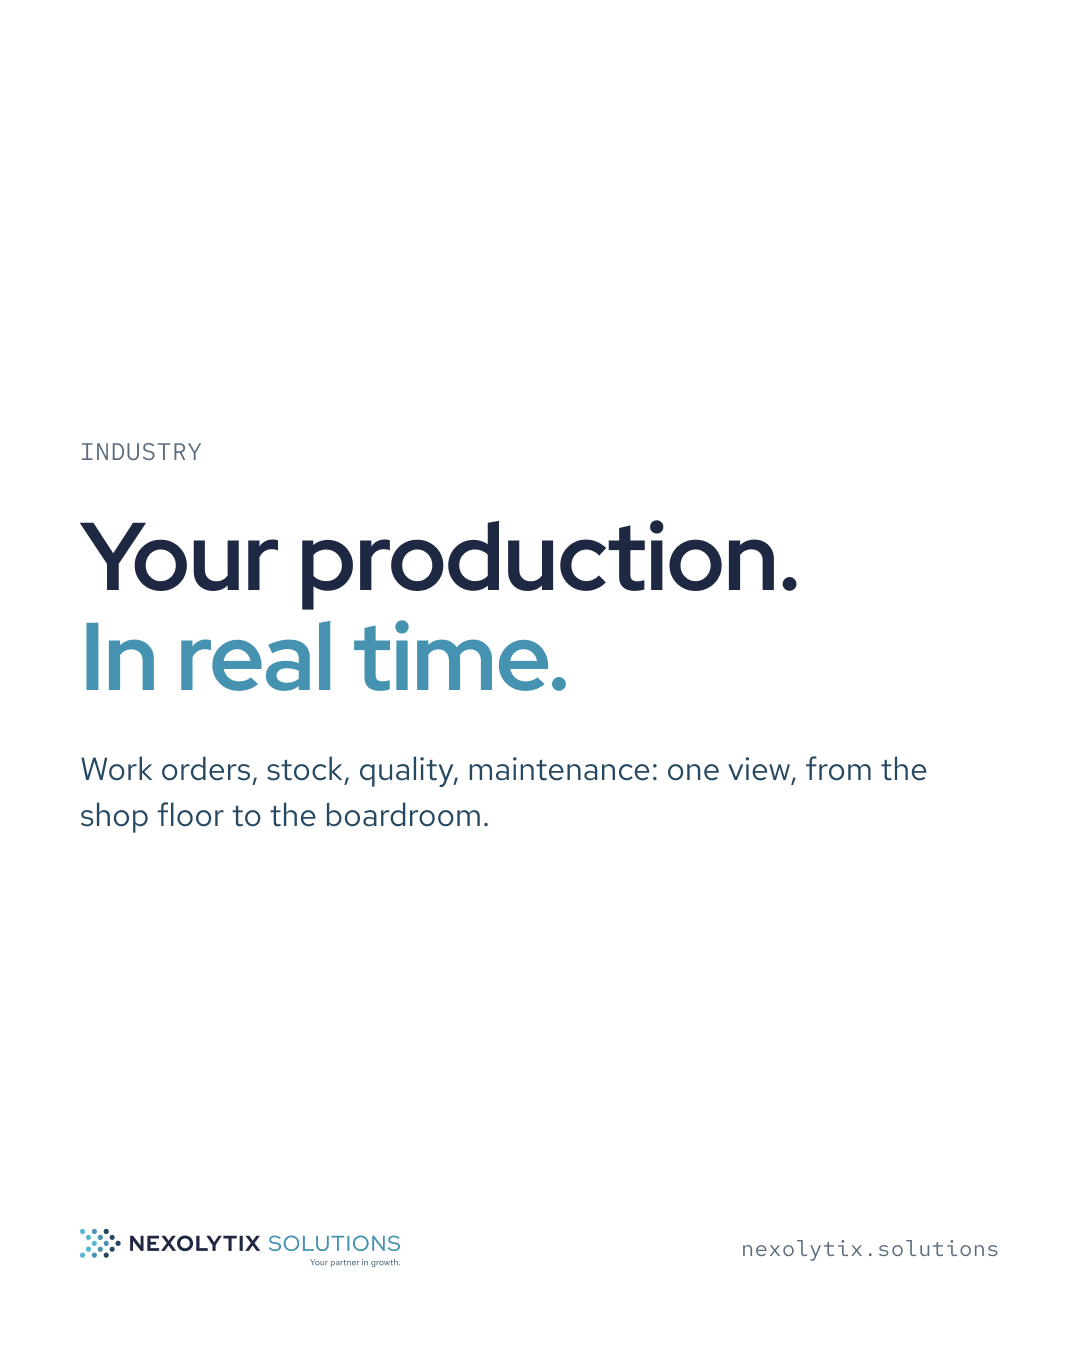 INDUSTRY
Your production.
In real time.
Work orders, stock, quality, maintenance: one view, from the
shop floor to the boardroom.
NEXOLYTIX SOLUTIONS
Your partner in growth.
nexolytix.solutions